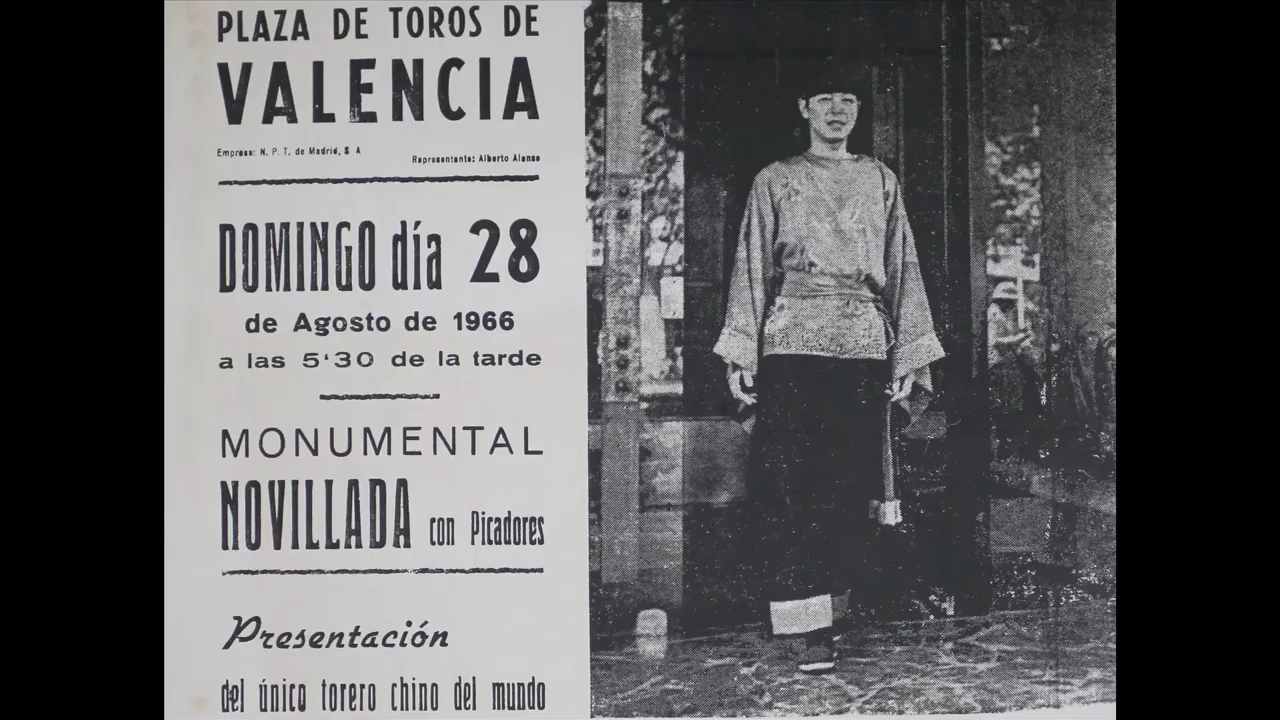 PLAZA DE TOROS DE
VALENCIA
Empresa: N. P. T. de Madrid, S A
Representante: Alberto Alonso
DOMINGO día 28
de Agosto de 1966
a las 5'30 de la tarde
MONUMENTAL
NOVILLADA con Picadores
Presentación
del único torero chino del mundo